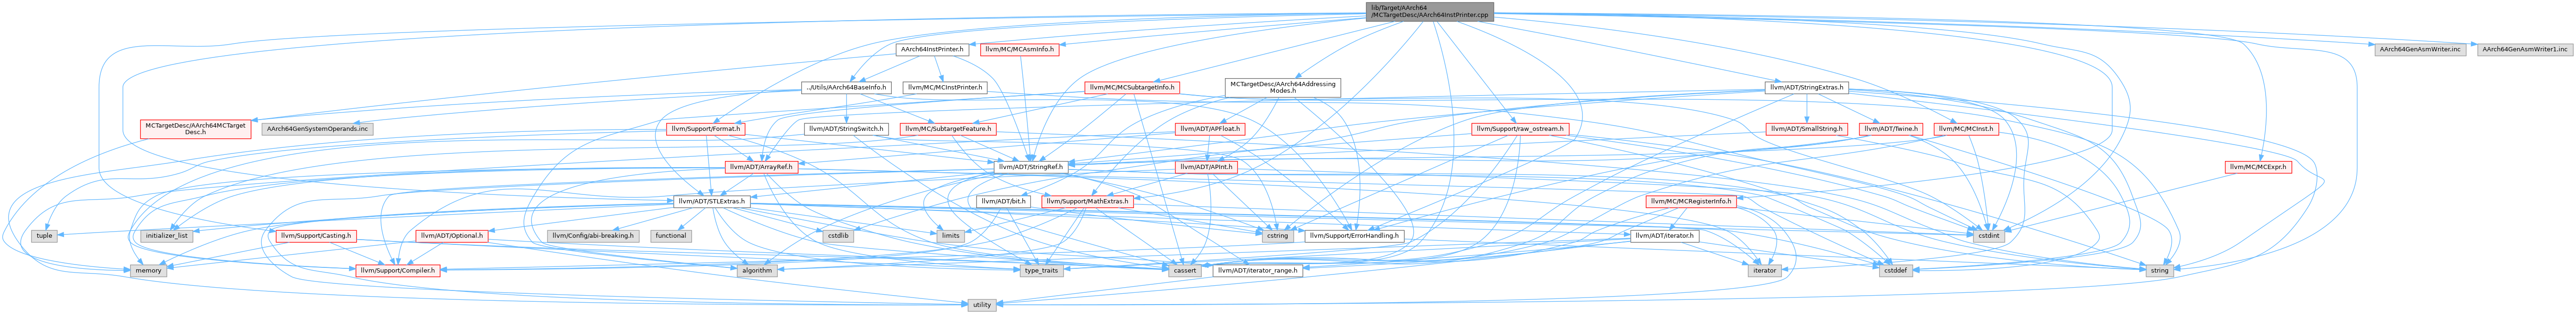 lib/Target/AArch64
/MCTargetDesc/AArch64InstPrinter.cpp
AArch64InstPrinter.h
llvm/MC/MCAsmInfo.h
AArch64GenAsmWriter.inc
AArch64GenAsmWriter1.inc
../Utils/AArch64BaseInfo.h
llvm/MC/MCInstPrinter.h
llvm/MC/MCSubtargetInfo.h
MCTargetDesc/AArch64Addressing
Modes.h
llvm/ADT/StringExtras.h
MCTargetDesc/AArch64MCTarget
Desc.h
AArch64GenSystemOperands.inc
llvm/Support/Format.h
llvm/ADT/StringSwitch.h
llvm/MC/SubtargetFeature.h
llvm/ADT/APFloat.h
llvm/Support/raw_ostream.h
llvm/ADT/SmallString.h
llvm/ADT/Twine.h
llvm/MC/MCInst.h
llvm/ADT/ArrayRef.h
llvm/ADT/StringRef.h
llvm/ADT/APInt.h
llvm/MC/MCExpr.h
llvm/ADT/STLExtras.h
llvm/ADT/bit.h
llvm/Support/MathExtras.h
llvm/MC/MCRegisterInfo.h
tuple
initializer_list
llvm/Support/Casting.h
llvm/ADT/Optional.h
llvm/Config/abi-breaking.h
functional
cstdlib
limits
cstring
llvm/Support/ErrorHandling.h
llvm/ADT/iterator.h
cstdint
memory
llvm/Support/Compiler.h
algorithm
type_traits
cassert
llvm/ADT/iterator_range.h
iterator
cstddef
string
utility